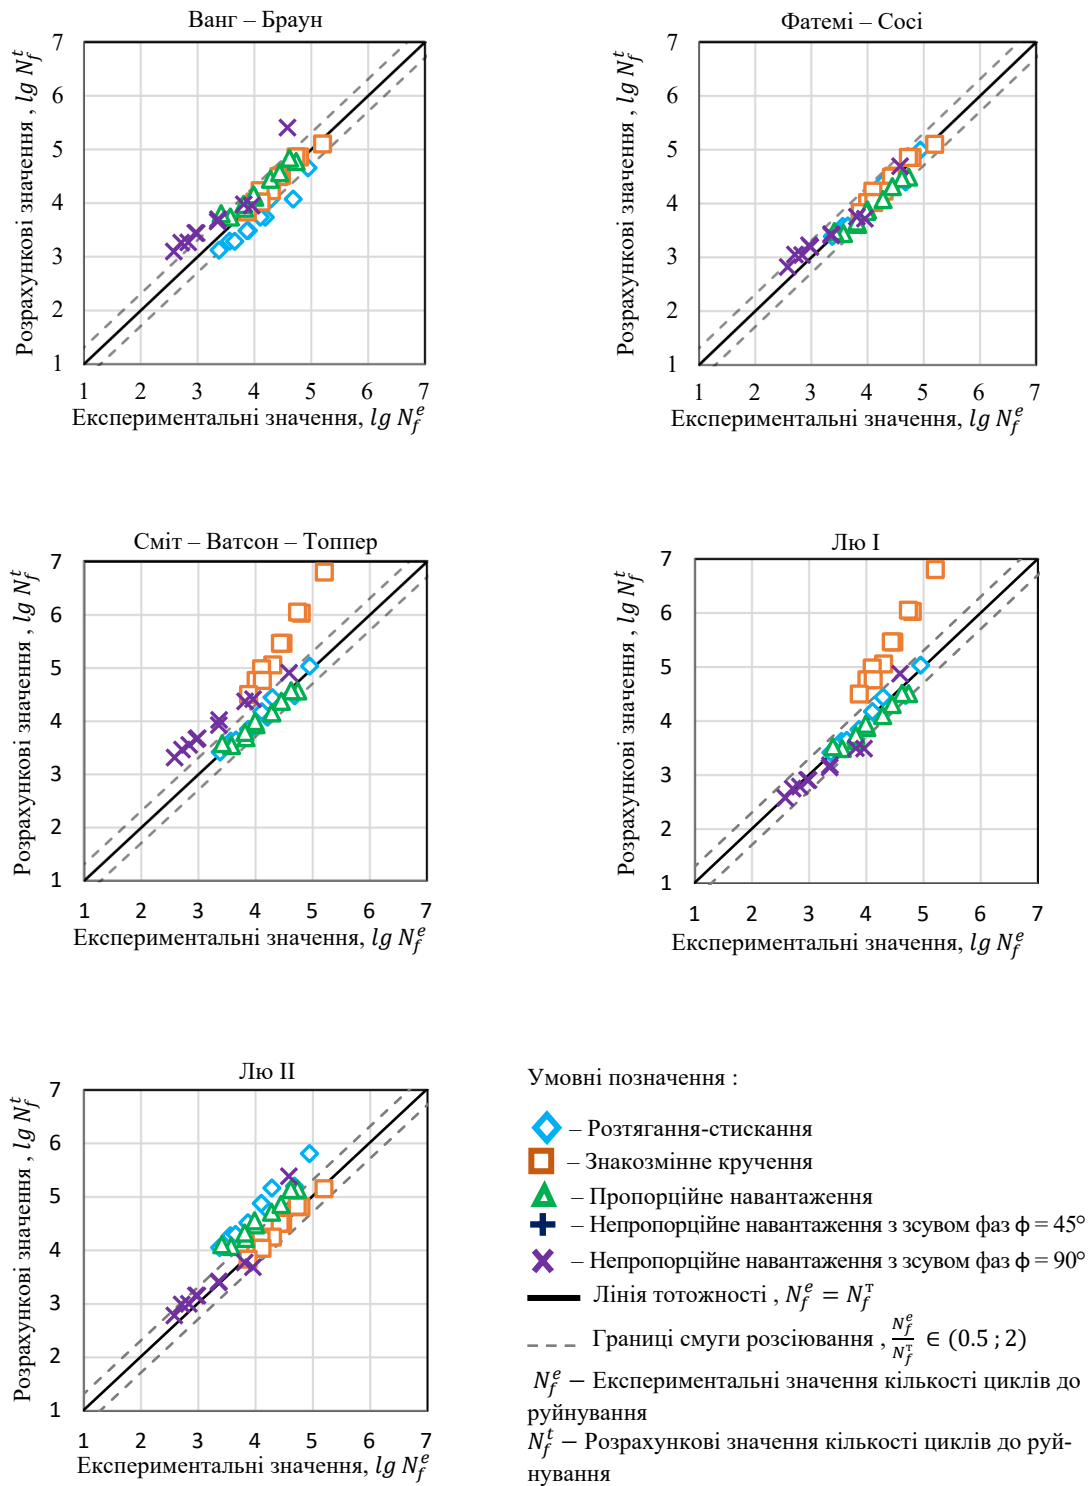 Ванг – Браун
Розрахункові значення , lg N_f^t
7
6
5
4
3
2
1
1 2 3 4 5 6 7
Експериментальні значення, lg N_f^e
Фатемі – Сосі
Розрахункові значення , lg N_f^t
7
6
5
4
3
2
1
1 2 3 4 5 6 7
Експериментальні значення, lg N_f^e
Сміт – Ватсон – Топпер
Розрахункові значення , lg N_f^t
7
6
5
4
3
2
1
1 2 3 4 5 6 7
Експериментальні значення, lg N_f^e
Лю I
Розрахункові значення , lg N_f^t
7
6
5
4
3
2
1
1 2 3 4 5 6 7
Експериментальні значення, lg N_f^e
Лю II
Розрахункові значення , lg N_f^t
7
6
5
4
3
2
1
1 2 3 4 5 6 7
Експериментальні значення, lg N_f^e
Умовні позначення :
– Розтягання-стискання
– Знакозмінне кручення
– Пропорційне навантаження
– Непропорційне навантаження з зсувом фаз ϕ = 45°
– Непропорційне навантаження з зсувом фаз ϕ = 90°
Лінія тотожності , N_f^e = N_f^т
Границі смуги розсіювання , N_f^e / N_f^т ∈ (0.5 ; 2)
N_f^e − Експериментальні значення кількості циклів до
руйнування
N_f^t − Розрахункові значення кількості циклів до руй-
нування